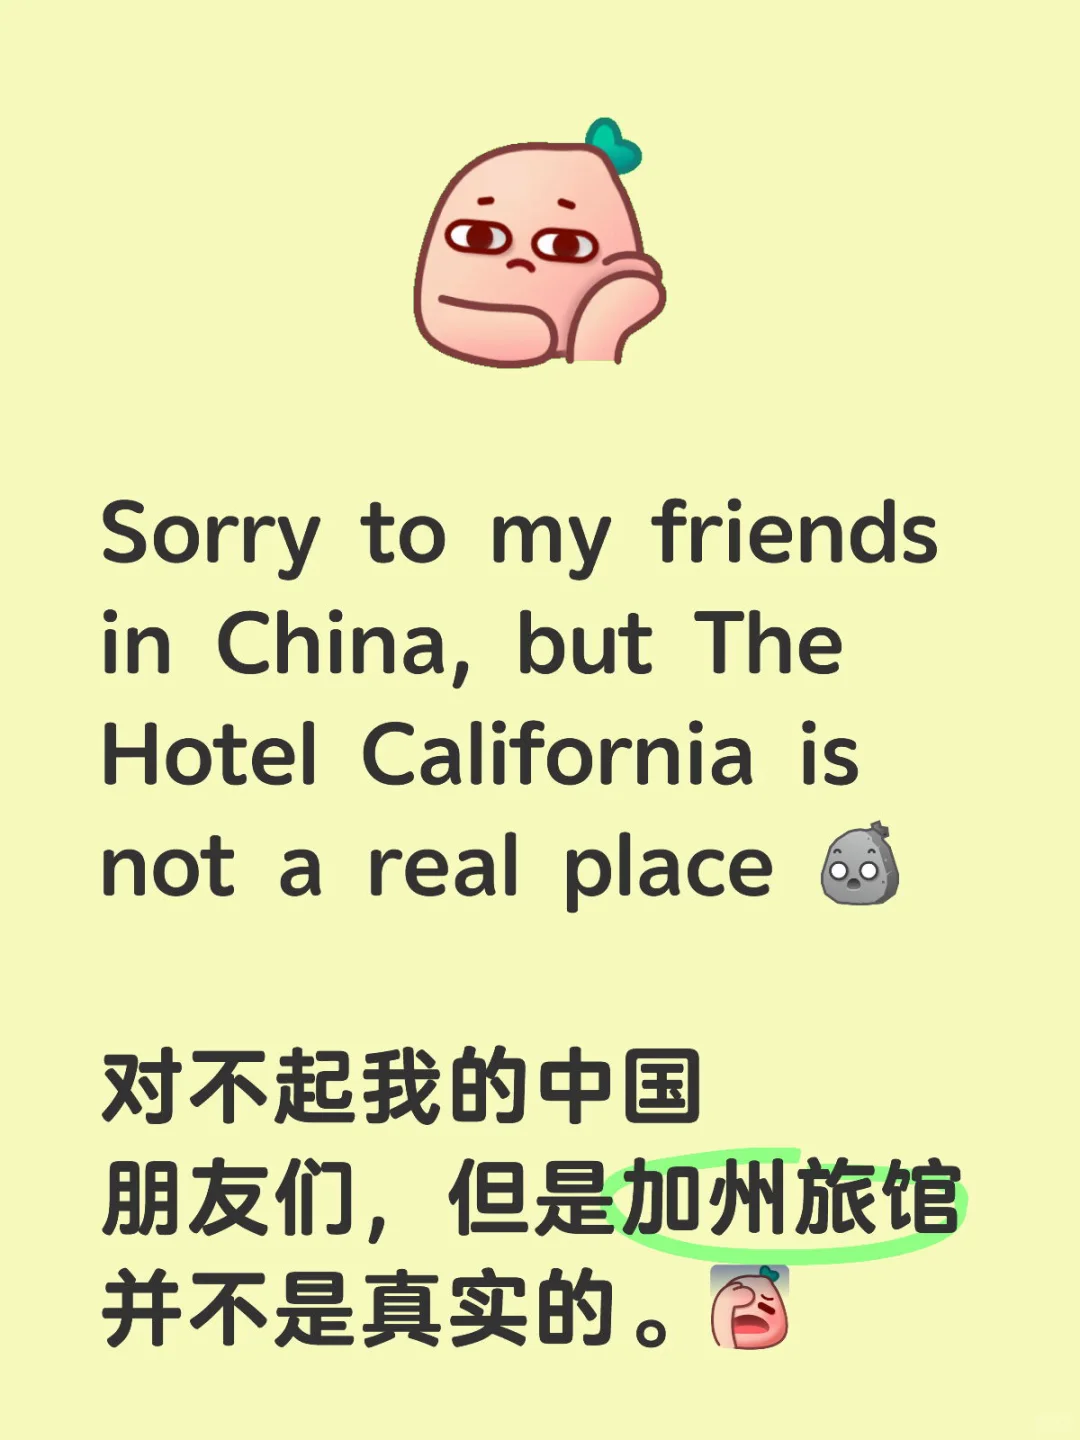 Sorry to my friends
in China, but The
Hotel California is
not a real place
对不起我的中国
朋友们，但是加州旅馆
并不是真实的。